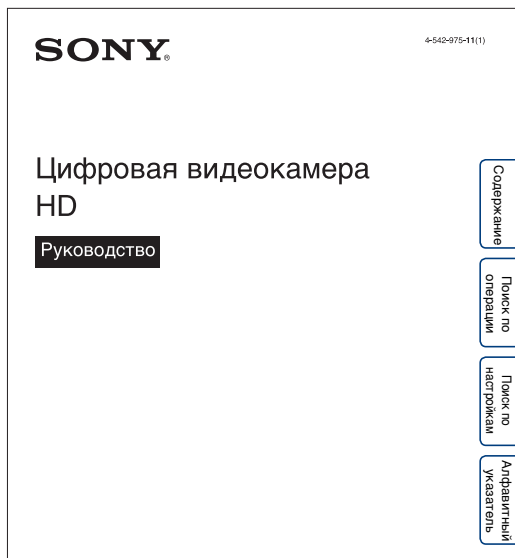 SONY®
4-542-975-11(1)
Цифровая видеокамера
HD
Руководство
Содержание
Поиск по
операции
Поиск по
настройкам
Алфавитный
указатель